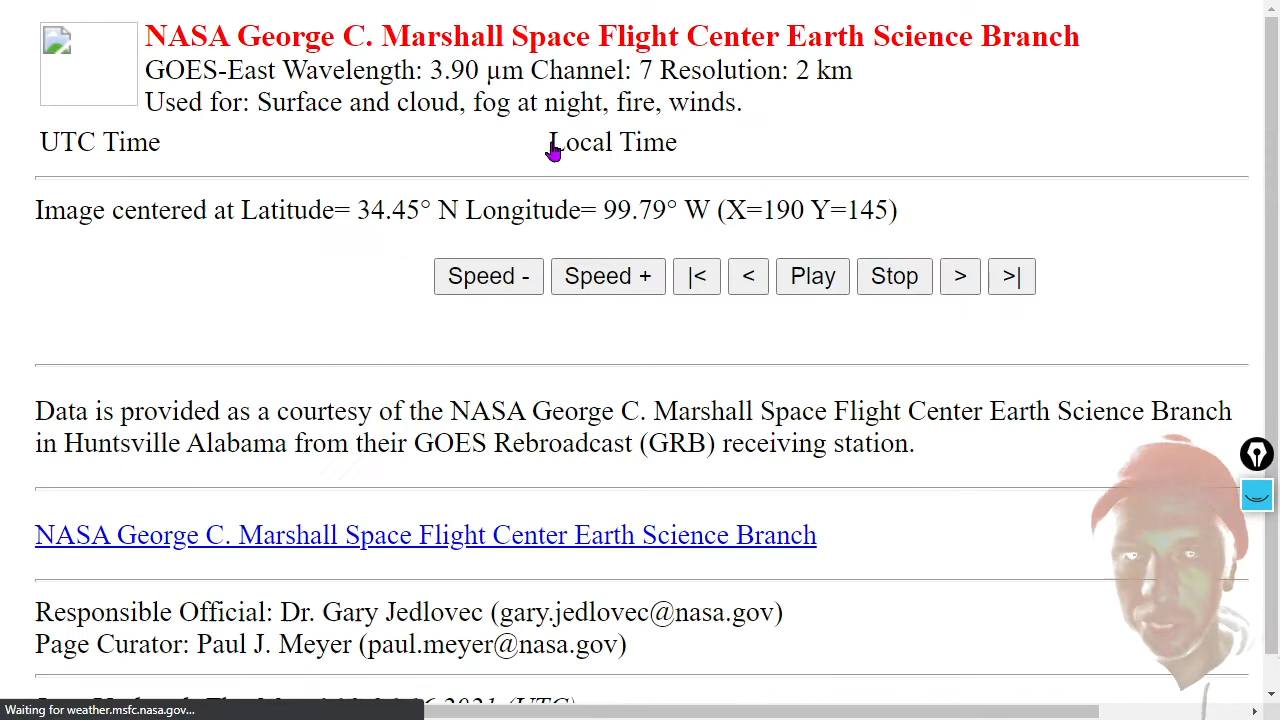 NASA George C. Marshall Space Flight Center Earth Science Branch
GOES-East Wavelength: 3.90 µm Channel: 7 Resolution: 2 km
Used for: Surface and cloud, fog at night, fire, winds.
UTC Time Local Time
Image centered at Latitude= 34.45° N Longitude= 99.79° W (X=190 Y=145)
Speed - Speed + |< < Play Stop > >|
Data is provided as a courtesy of the NASA George C. Marshall Space Flight Center Earth Science Branch
in Huntsville Alabama from their GOES Rebroadcast (GRB) receiving station.
NASA George C. Marshall Space Flight Center Earth Science Branch
Responsible Official: Dr. Gary Jedlovec (gary.jedlovec@nasa.gov)
Page Curator: Paul J. Meyer (paul.meyer@nasa.gov)
2021 (UTC)
Waiting for weather.msfc.nasa.gov...